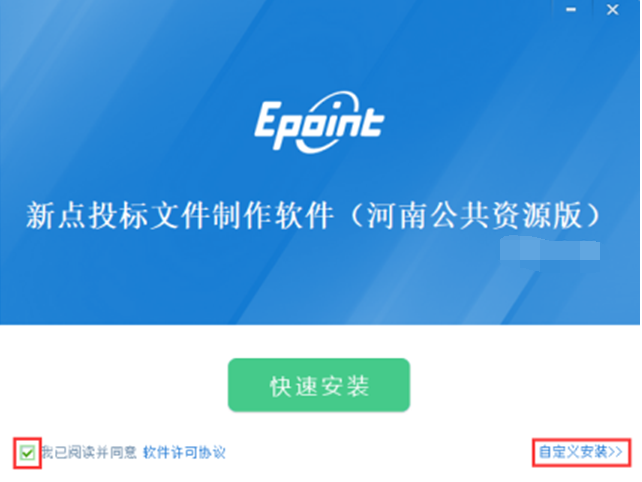 Epoint
新点投标文件制作软件（河南公共资源版）
快速安装
我已阅读并同意 软件许可协议 自定义安装>>